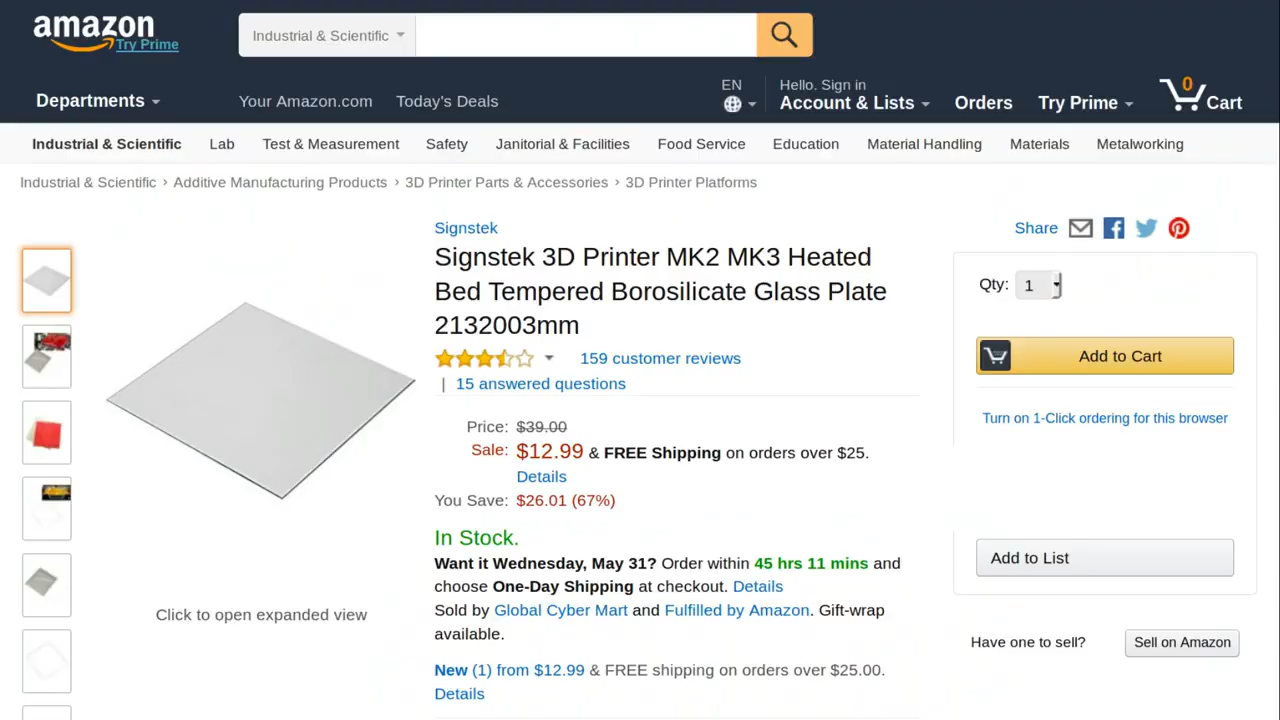 amazon
Try Prime
Industrial & Scientific
EN
Hello. Sign in
Departments
Your Amazon.com
Today's Deals
Account & Lists
Orders
Try Prime
0
Cart
Industrial & Scientific
Lab
Test & Measurement
Safety
Janitorial & Facilities
Food Service
Education
Material Handling
Materials
Metalworking
Industrial & Scientific › Additive Manufacturing Products › 3D Printer Parts & Accessories › 3D Printer Platforms
Signstek
Signstek 3D Printer MK2 MK3 Heated
Bed Tempered Borosilicate Glass Plate
2132003mm
159 customer reviews
| 15 answered questions
Price: $39.00
Sale: $12.99 & FREE Shipping on orders over $25.
Details
You Save: $26.01 (67%)
In Stock.
Want it Wednesday, May 31? Order within 45 hrs 11 mins and
choose One-Day Shipping at checkout. Details
Sold by Global Cyber Mart and Fulfilled by Amazon. Gift-wrap
available.
New (1) from $12.99 & FREE shipping on orders over $25.00.
Details
Click to open expanded view
Share
Qty: 1
Add to Cart
Turn on 1-Click ordering for this browser
Add to List
Have one to sell?
Sell on Amazon